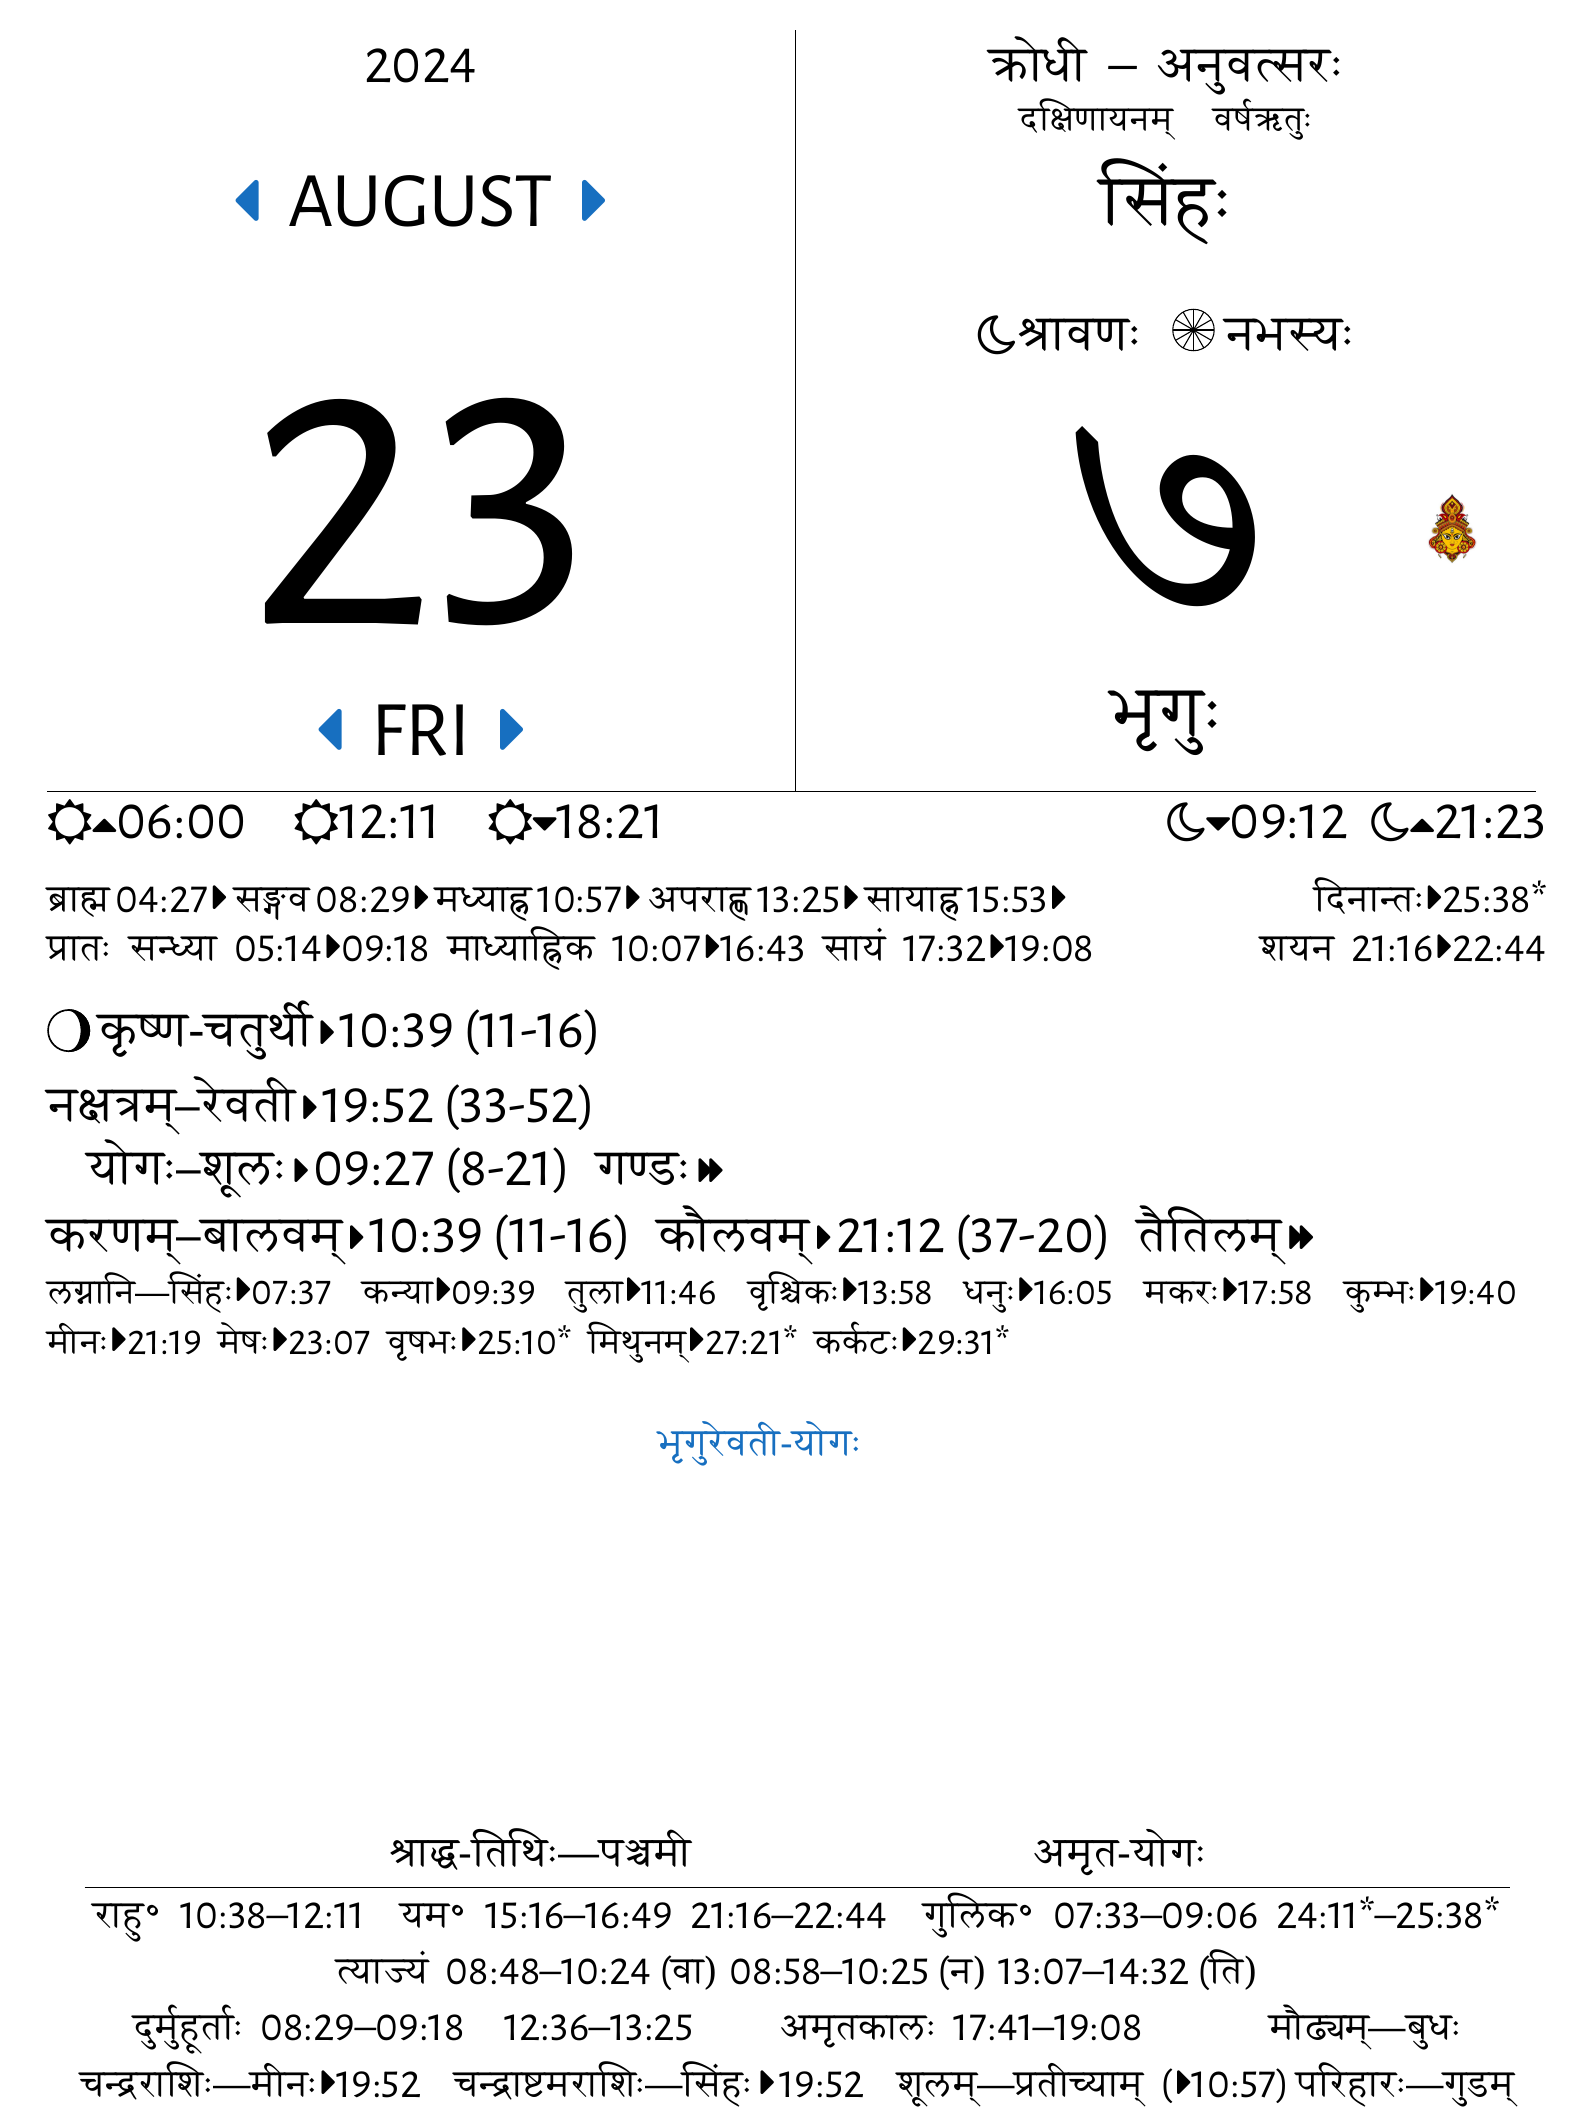 2024
AUGUST
23
FRI
क्रोधी – अनुवत्सरः
दक्षिणायनम् वर्षऋतुः
सिंहः
श्रावणः नभस्यः
७
भृगुः
06:00 12:11 18:21 09:12 21:23
ब्राह्म 04:27 सङ्गव 08:29 मध्याह्न 10:57 अपराह्ण 13:25 सायाह्न 15:53 दिनान्तः 25:38*
प्रातः सन्ध्या 05:14 09:18 माध्याह्निक 10:07 16:43 सायं 17:32 19:08 शयन 21:16 22:44
कृष्ण-चतुर्थी 10:39 (11-16)
नक्षत्रम्–रेवती 19:52 (33-52)
योगः–शूलः 09:27 (8-21) गण्डः
करणम्–बालवम् 10:39 (11-16) कौलवम् 21:12 (37-20) तैतिलम्
लग्नानि—सिंहः 07:37 कन्या 09:39 तुला 11:46 वृश्चिकः 13:58 धनुः 16:05 मकरः 17:58 कुम्भः 19:40
मीनः 21:19 मेषः 23:07 वृषभः 25:10* मिथुनम् 27:21* कर्कटः 29:31*
भृगुरेवती-योगः
श्राद्ध-तिथिः—पञ्चमी अमृत-योगः
राहु॰ 10:38–12:11 यम॰ 15:16–16:49 21:16–22:44 गुलिक॰ 07:33–09:06 24:11*–25:38*
त्याज्यं 08:48–10:24 (वा) 08:58–10:25 (न) 13:07–14:32 (ति)
दुर्मुहूर्ताः 08:29–09:18 12:36–13:25 अमृतकालः 17:41–19:08 मौढ्यम्—बुधः
चन्द्रराशिः—मीनः 19:52 चन्द्राष्टमराशिः—सिंहः 19:52 शूलम्—प्रतीच्याम् (10:57) परिहारः—गुडम्